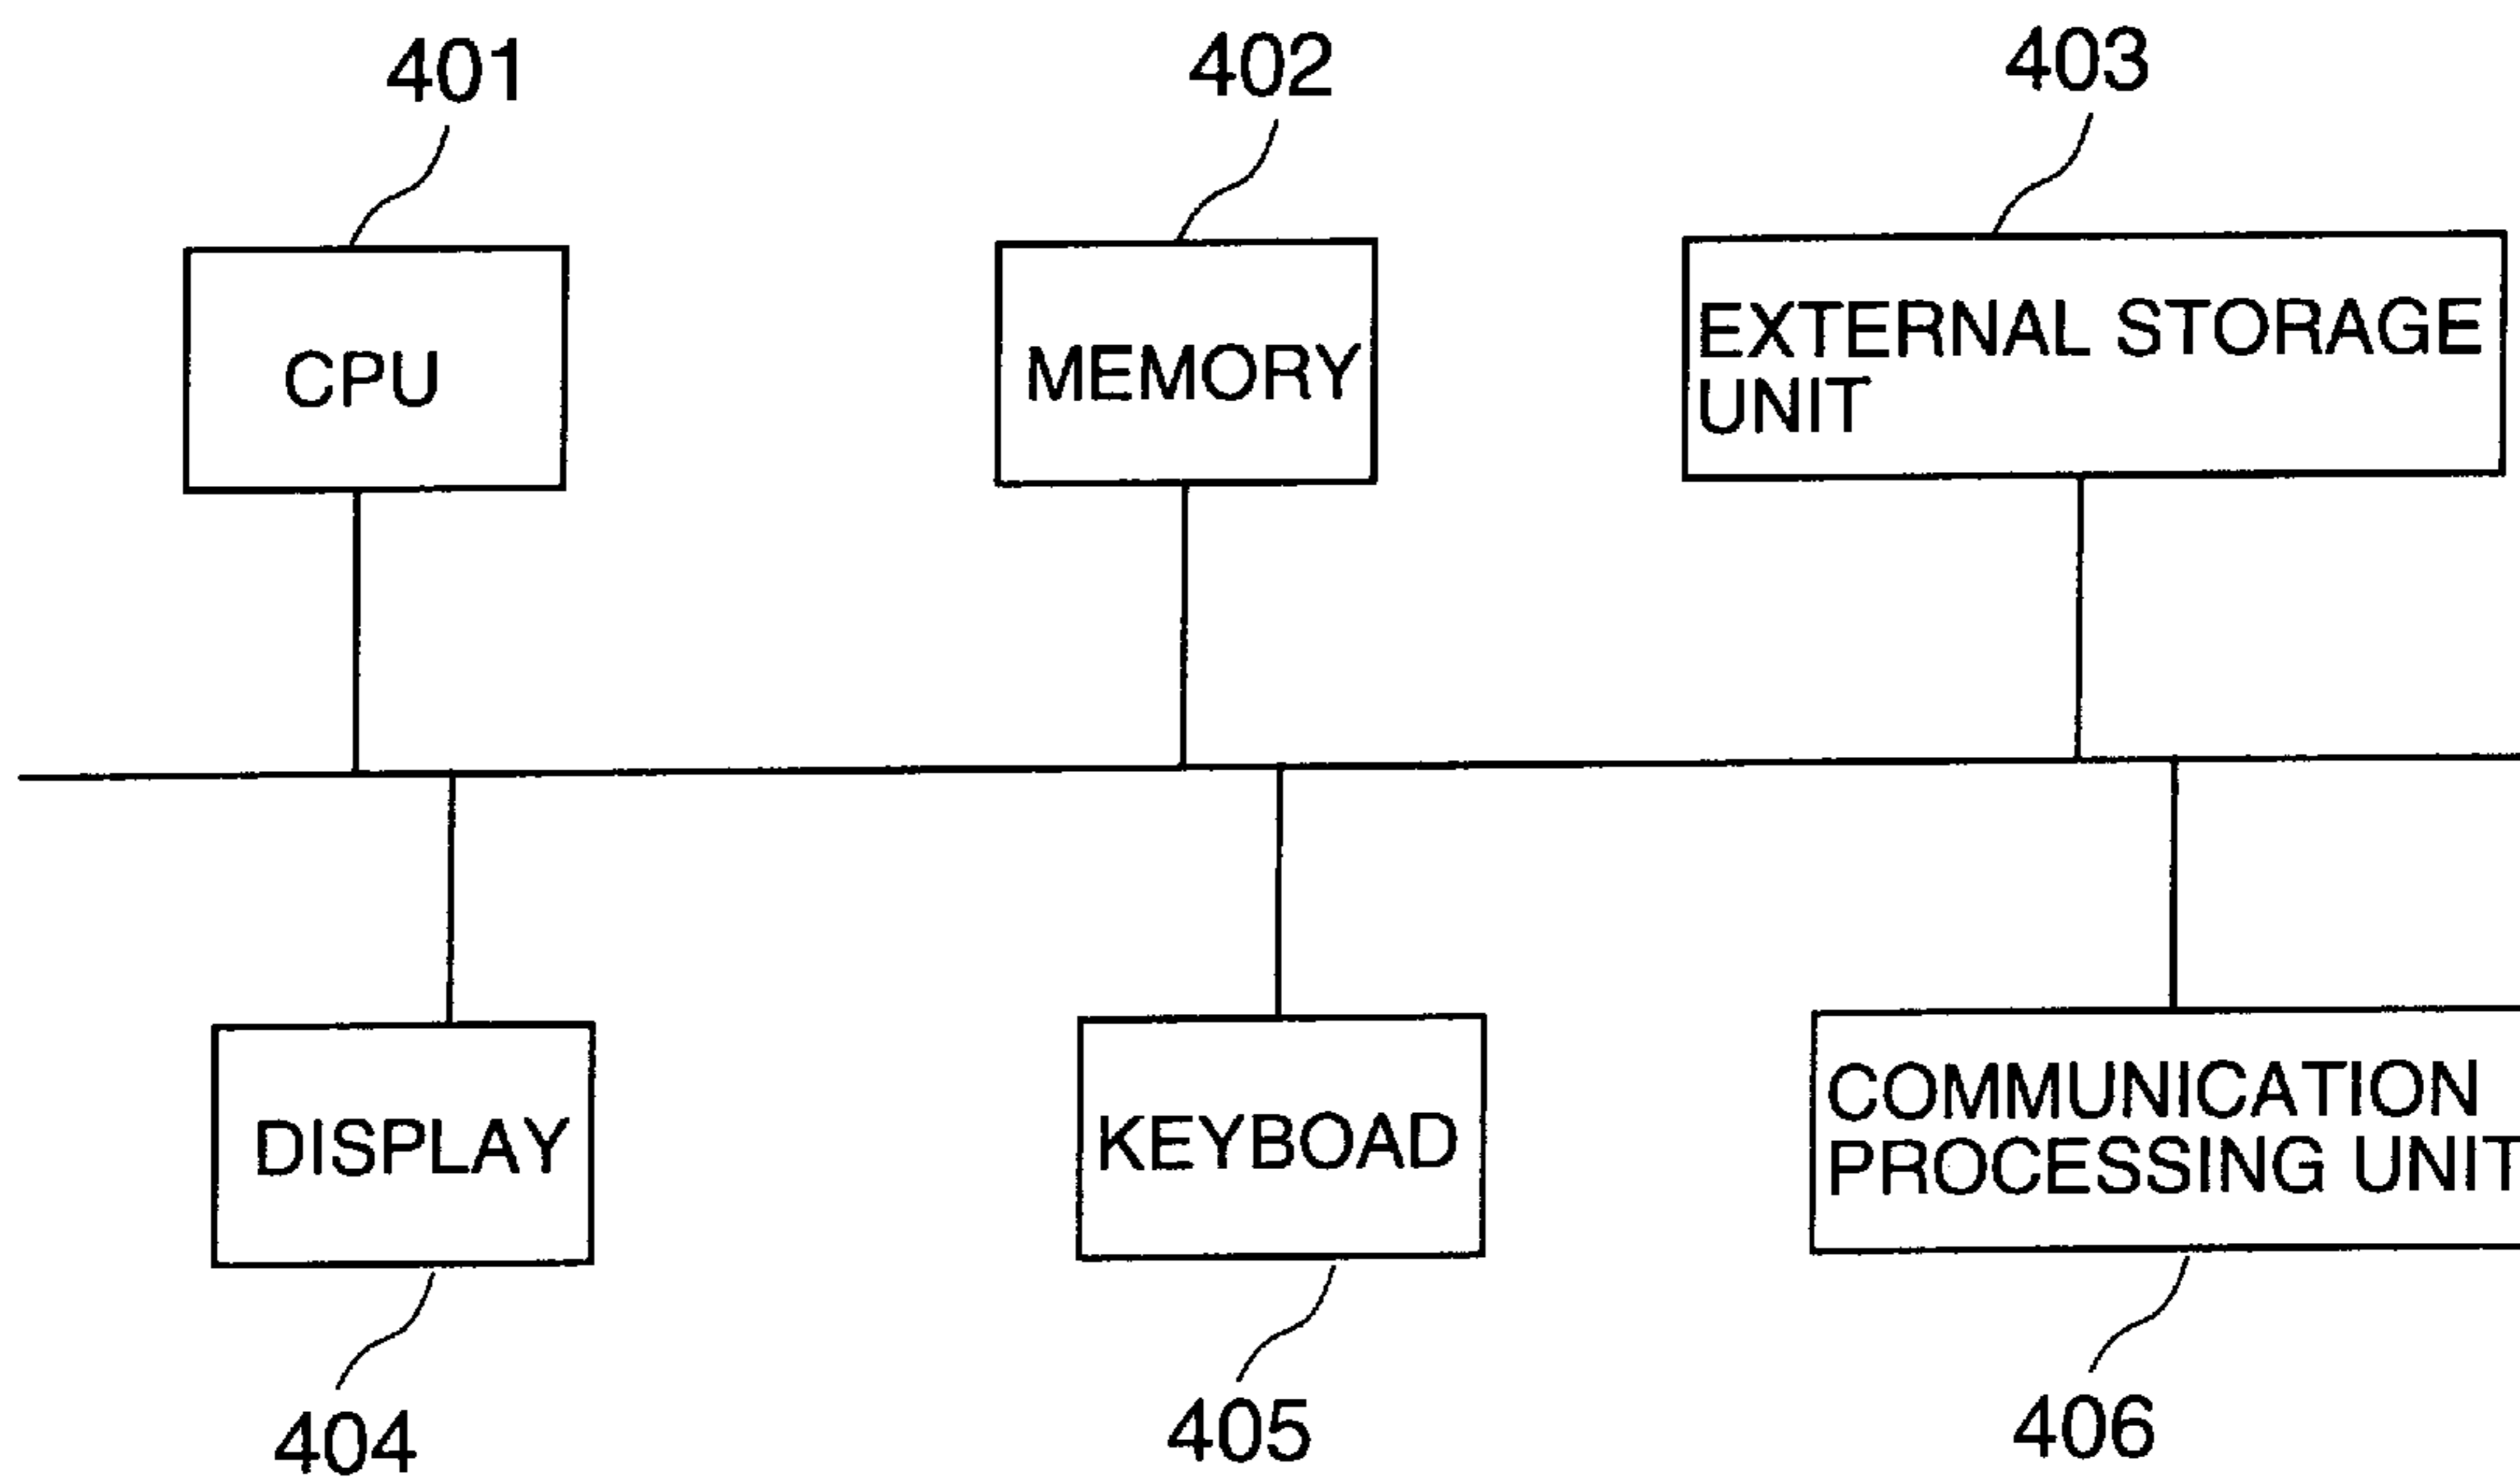 401
402
403
CPU
MEMORY
EXTERNAL STORAGE
UNIT
DISPLAY
KEYBOAD
COMMUNICATION
PROCESSING UNIT
404
405
406